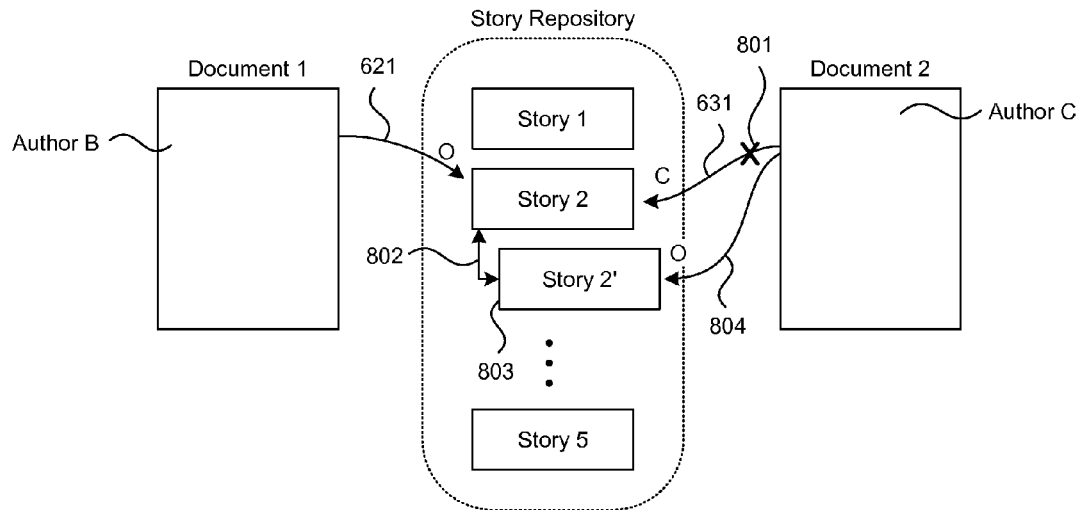 Story Repository
801
Document 1
621
Document 2
631
Story 1
Author C
Author B
O
C
Story 2
802
O
Story 2'
804
803
Story 5